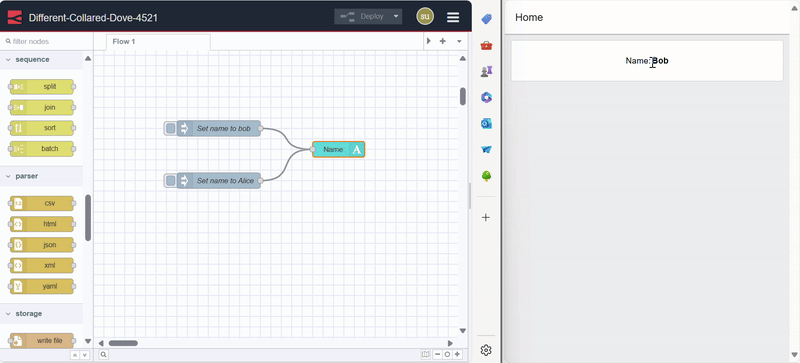 Different-Collared-Dove-4521
Deploy
su
filter nodes
Flow 1
sequence
split
join
sort
batch
parser
csv
html
json
xml
yaml
storage
write file
Set name to bob
Set name to Alice
Name
A
Home
Name: Bob